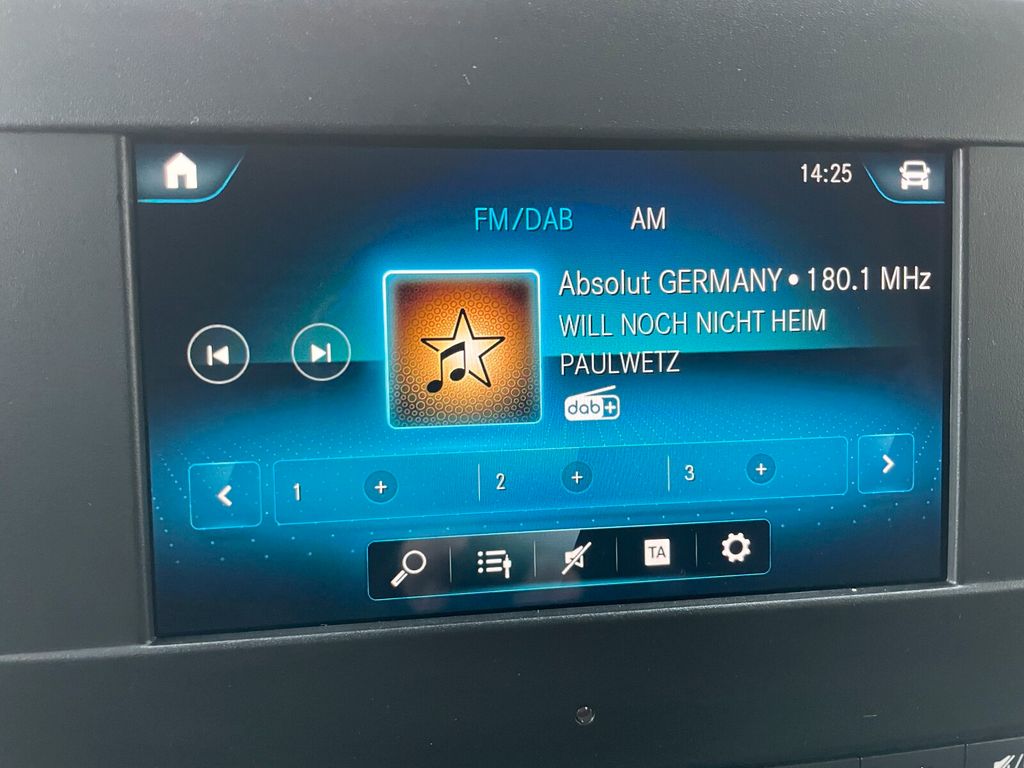 14:25
FM/DAB AM
Absolut GERMANY • 180.1 MHz
WILL NOCH NICHT HEIM
PAULWETZ
dab+
1 + 2 + 3 +
TA